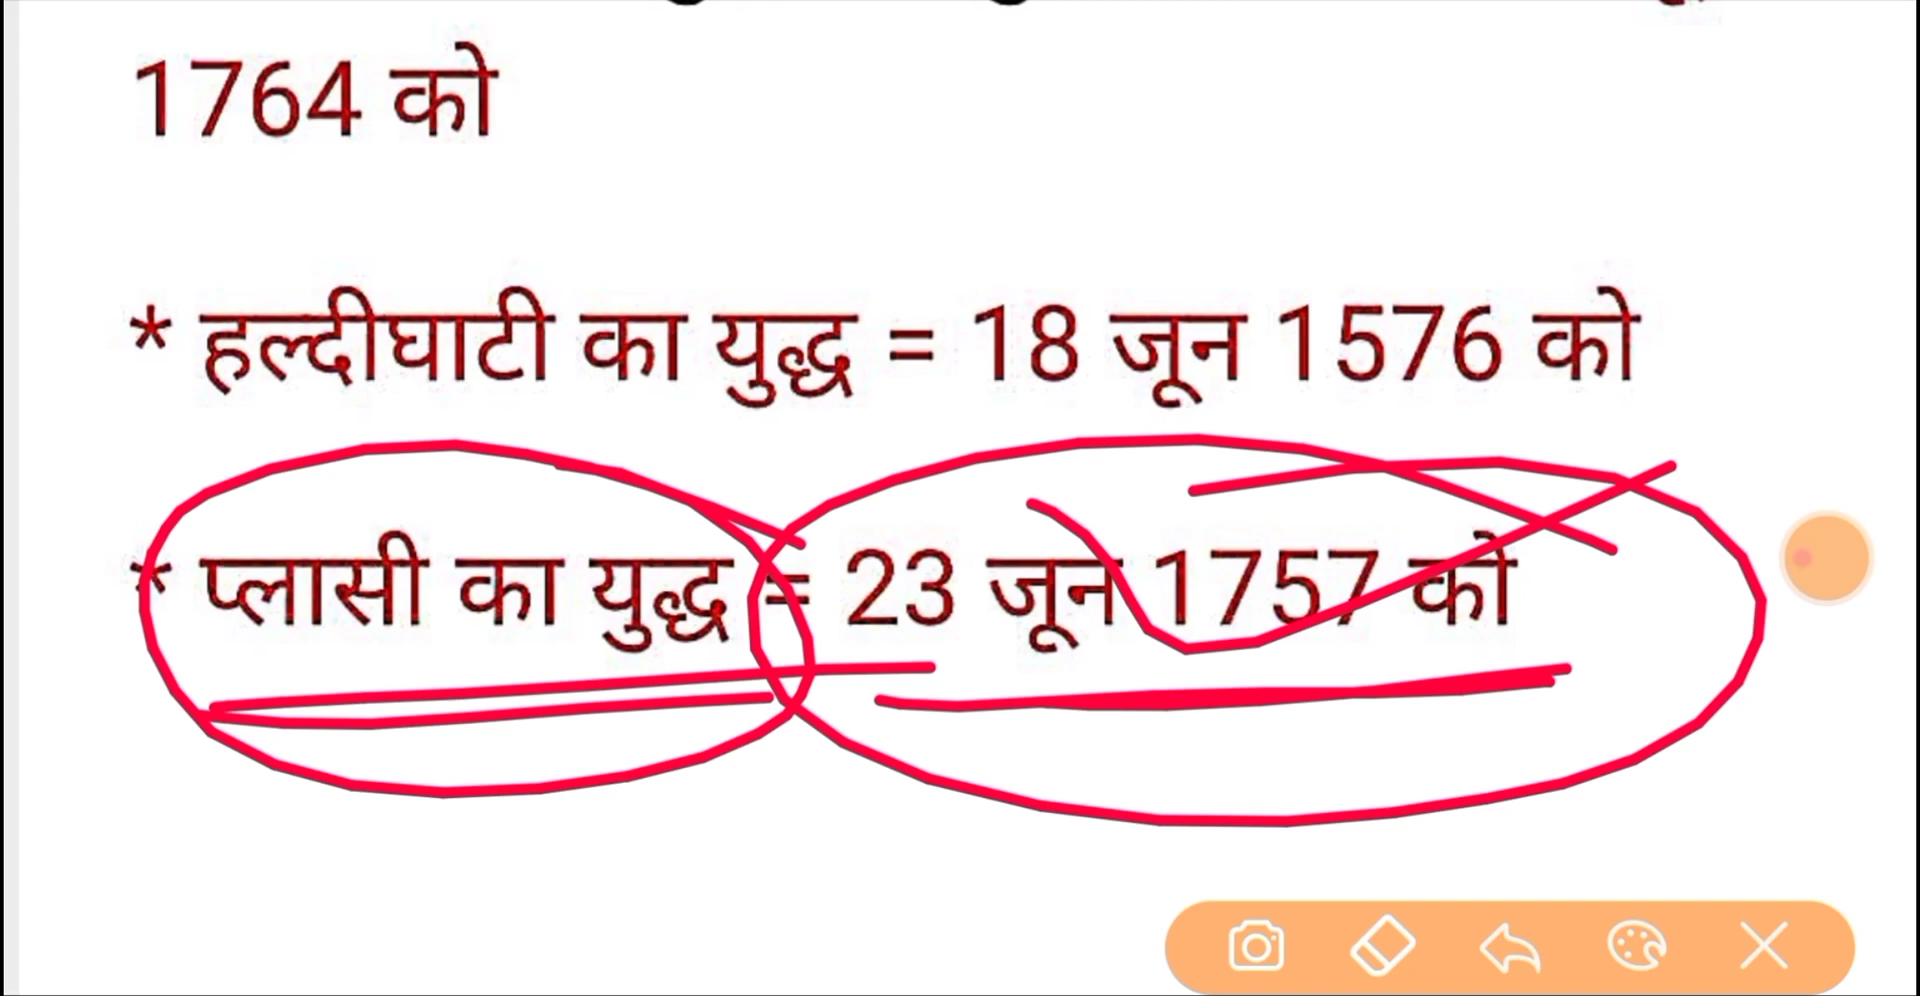 1764 को
* हल्दीघाटी का युद्ध = 18 जून 1576 को
* प्लासी का युद्ध = 23 जून 1757 को